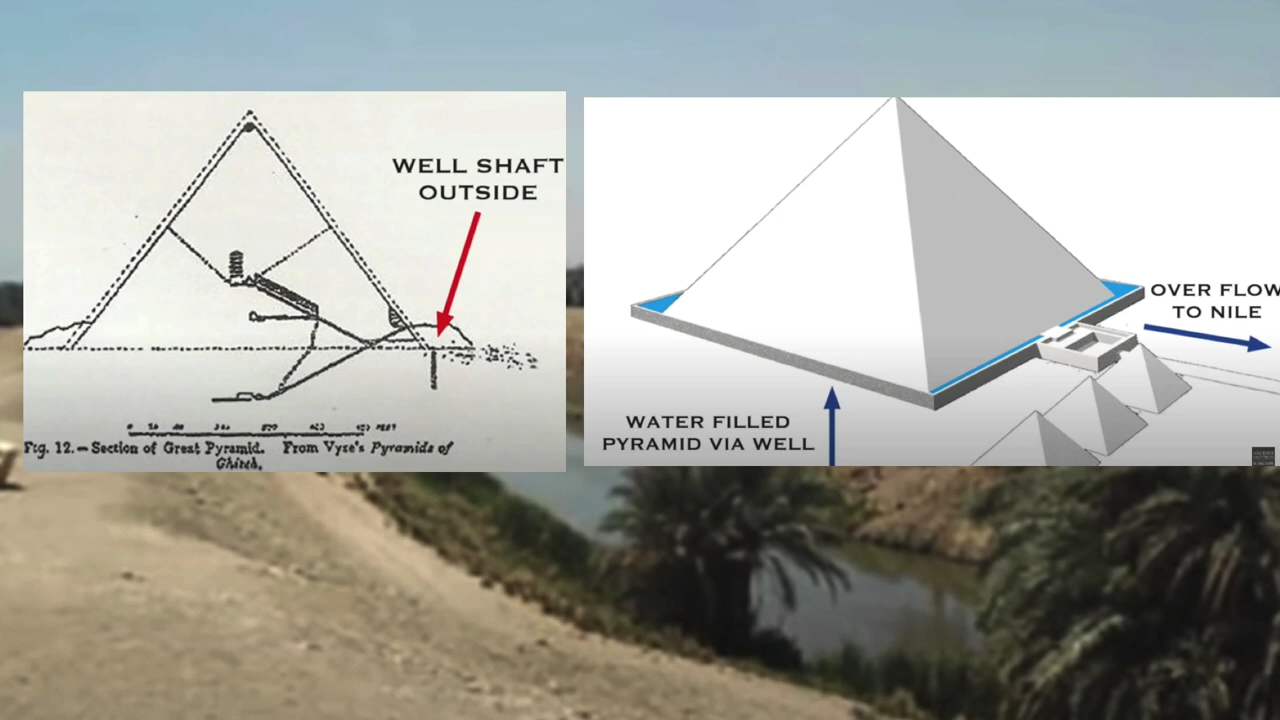 WELL SHAFT
OUTSIDE
Fig. 12. — Section of Great Pyramid. From Vyse's Pyramids of
Ghizeh.
OVER FLOW
TO NILE
WATER FILLED
PYRAMID VIA WELL